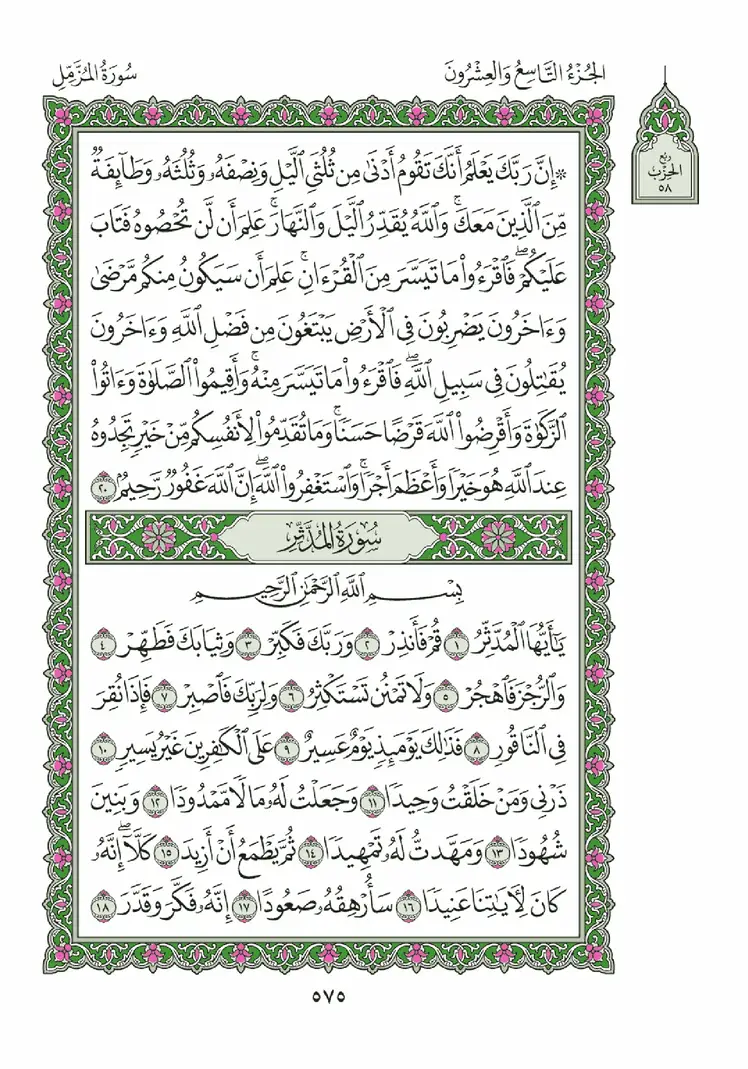 الجُزْءُ التَّاسِعُ وَالعِشْرُونَ
سُورَةُ المُزَّمِّلِ
ربع
الحزب
٥٨
۞إِنَّ رَبَّكَ يَعْلَمُ أَنَّكَ تَقُومُ أَدْنَىٰ مِن ثُلُثَيِ ٱلَّيْلِ وَنِصْفَهُۥ وَثُلُثَهُۥ وَطَآئِفَةٌ
مِّنَ ٱلَّذِينَ مَعَكَۚ وَٱللَّهُ يُقَدِّرُ ٱلَّيْلَ وَٱلنَّهَارَۚ عَلِمَ أَن لَّن تُحْصُوهُ فَتَابَ
عَلَيْكُمْۖ فَٱقْرَءُوا۟ مَا تَيَسَّرَ مِنَ ٱلْقُرْءَانِۚ عَلِمَ أَن سَيَكُونُ مِنكُم مَّرْضَىٰ
وَءَاخَرُونَ يَضْرِبُونَ فِى ٱلْأَرْضِ يَبْتَغُونَ مِن فَضْلِ ٱللَّهِ وَءَاخَرُونَ
يُقَٰتِلُونَ فِى سَبِيلِ ٱللَّهِۖ فَٱقْرَءُوا۟ مَا تَيَسَّرَ مِنْهُۚ وَأَقِيمُوا۟ ٱلصَّلَوٰةَ وَءَاتُوا۟
ٱلزَّكَوٰةَ وَأَقْرِضُوا۟ ٱللَّهَ قَرْضًا حَسَنًاۚ وَمَا تُقَدِّمُوا۟ لِأَنفُسِكُم مِّنْ خَيْرٍ تَجِدُوهُ
عِندَ ٱللَّهِ هُوَ خَيْرًا وَأَعْظَمَ أَجْرًاۚ وَٱسْتَغْفِرُوا۟ ٱللَّهَۖ إِنَّ ٱللَّهَ غَفُورٌ رَّحِيمٌۢ ٢٠
سُورَةُ المُدَّثِّرِ
بِسْمِ ٱللَّهِ ٱلرَّحْمَٰنِ ٱلرَّحِيمِ
يَٰٓأَيُّهَا ٱلْمُدَّثِّرُ ١ قُمْ فَأَنذِرْ ٢ وَرَبَّكَ فَكَبِّرْ ٣ وَثِيَابَكَ فَطَهِّرْ ٤
وَٱلرُّجْزَ فَٱهْجُرْ ٥ وَلَا تَمْنُن تَسْتَكْثِرُ ٦ وَلِرَبِّكَ فَٱصْبِرْ ٧ فَإِذَا نُقِرَ
فِى ٱلنَّاقُورِ ٨ فَذَٰلِكَ يَوْمَئِذٍ يَوْمٌ عَسِيرٌ ٩ عَلَى ٱلْكَٰفِرِينَ غَيْرُ يَسِيرٍ ١٠
ذَرْنِى وَمَنْ خَلَقْتُ وَحِيدًا ١١ وَجَعَلْتُ لَهُۥ مَالًا مَّمْدُودًا ١٢ وَبَنِينَ
شُهُودًا ١٣ وَمَهَّدتُّ لَهُۥ تَمْهِيدًا ١٤ ثُمَّ يَطْمَعُ أَنْ أَزِيدَ ١٥ كَلَّآۖ إِنَّهُۥ
كَانَ لِءَايَٰتِنَا عَنِيدًا ١٦ سَأُرْهِقُهُۥ صَعُودًا ١٧ إِنَّهُۥ فَكَّرَ وَقَدَّرَ ١٨
٥٧٥